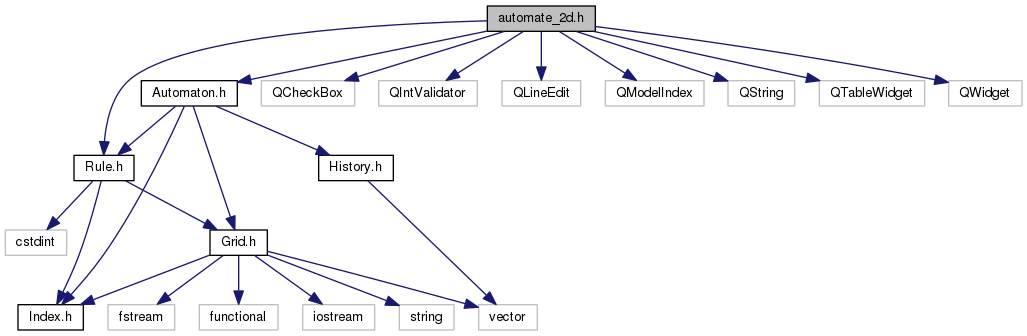 automate_2d.h
Automaton.h
QCheckBox
QIntValidator
QLineEdit
QModelIndex
QString
QTableWidget
QWidget
Rule.h
History.h
cstdint
Grid.h
Index.h
fstream
functional
iostream
string
vector